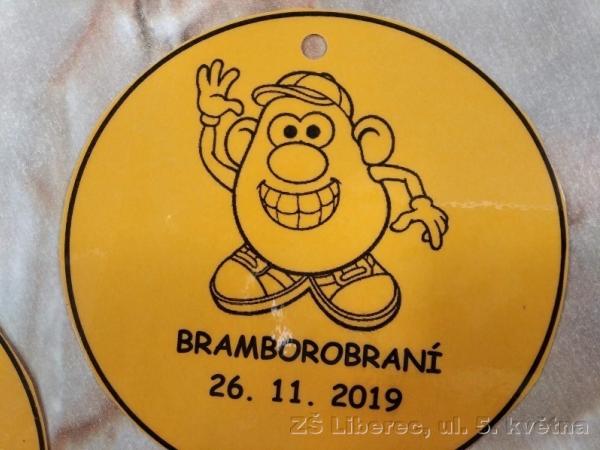 BRAMBOROBRANÍ
26. 11. 2019
ZŠ Liberec, ul. 5. května